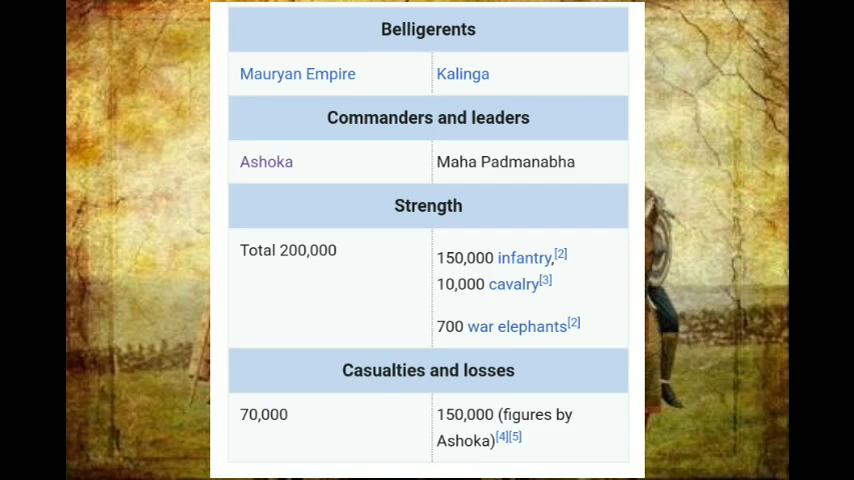 Belligerents
Mauryan Empire
Kalinga
Commanders and leaders
Ashoka
Maha Padmanabha
Strength
Total 200,000
150,000 infantry,[2]
10,000 cavalry[3]
700 war elephants[2]
Casualties and losses
70,000
150,000 (figures by
Ashoka)[4][5]